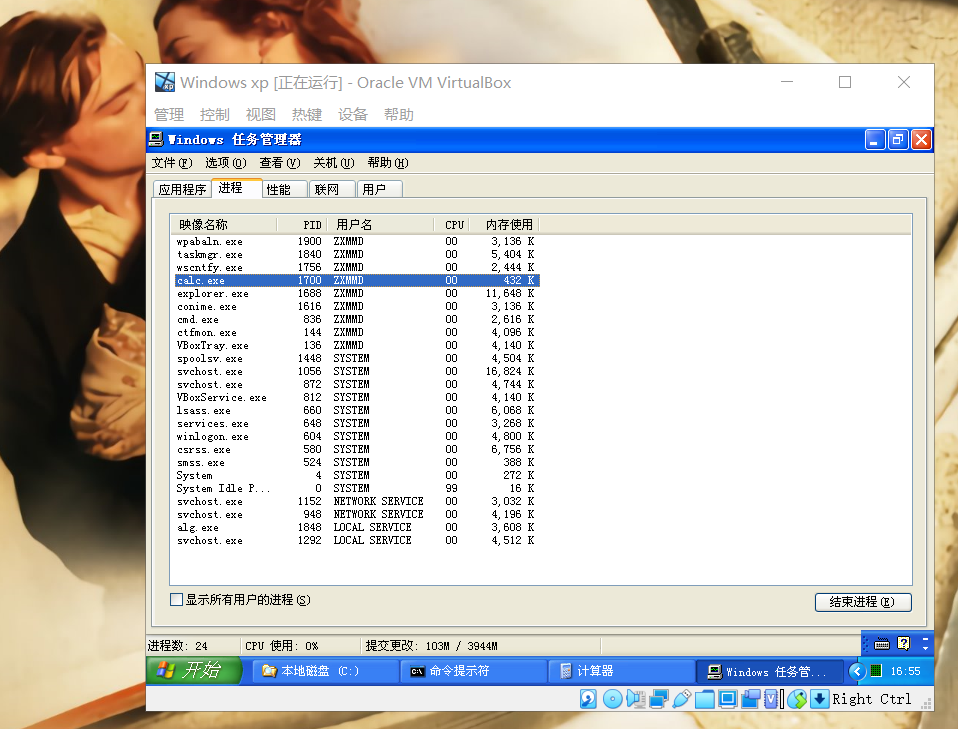 Windows xp [正在运行] - Oracle VM VirtualBox
管理 控制 视图 热键 设备 帮助
Windows 任务管理器
文件(F) 选项(O) 查看(V) 关机(U) 帮助(H)
应用程序 进程 性能 联网 用户
映像名称 PID 用户名 CPU 内存使用
wpabaln.exe 1900 ZXMMD 00 3,136 K
taskmgr.exe 1840 ZXMMD 00 5,404 K
wscntfy.exe 1756 ZXMMD 00 2,444 K
calc.exe 1700 ZXMMD 00 432 K
explorer.exe 1688 ZXMMD 00 11,648 K
conime.exe 1616 ZXMMD 00 3,136 K
cmd.exe 836 ZXMMD 00 2,616 K
ctfmon.exe 144 ZXMMD 00 4,096 K
VBoxTray.exe 136 ZXMMD 00 4,140 K
spoolsv.exe 1448 SYSTEM 00 4,504 K
svchost.exe 1056 SYSTEM 00 16,824 K
svchost.exe 872 SYSTEM 00 4,744 K
VBoxService.exe 812 SYSTEM 00 4,140 K
lsass.exe 660 SYSTEM 00 6,068 K
services.exe 648 SYSTEM 00 3,268 K
winlogon.exe 604 SYSTEM 00 4,800 K
csrss.exe 580 SYSTEM 00 6,756 K
smss.exe 524 SYSTEM 00 388 K
System 4 SYSTEM 00 272 K
System Idle P... 0 SYSTEM 99 16 K
svchost.exe 1152 NETWORK SERVICE 00 3,032 K
svchost.exe 948 NETWORK SERVICE 00 4,196 K
alg.exe 1848 LOCAL SERVICE 00 3,608 K
svchost.exe 1292 LOCAL SERVICE 00 4,512 K
显示所有用户的进程(S) 结束进程(E)
进程数: 24 CPU 使用: 0% 提交更改: 103M / 3944M
开始 本地磁盘 (C:) 命令提示符 计算器 Windows 任务管... 16:55
Right Ctrl